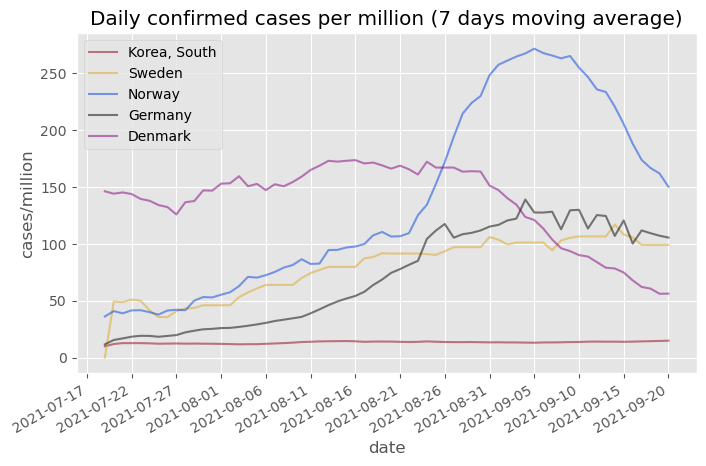 Daily confirmed cases per million (7 days moving average)
Korea, South
Sweden
Norway
Germany
Denmark
cases/million
250
200
150
100
50
0
2021-07-17
2021-07-22
2021-07-27
2021-08-01
2021-08-06
2021-08-11
2021-08-16
2021-08-21
2021-08-26
2021-08-31
2021-09-05
2021-09-10
2021-09-15
2021-09-20
date